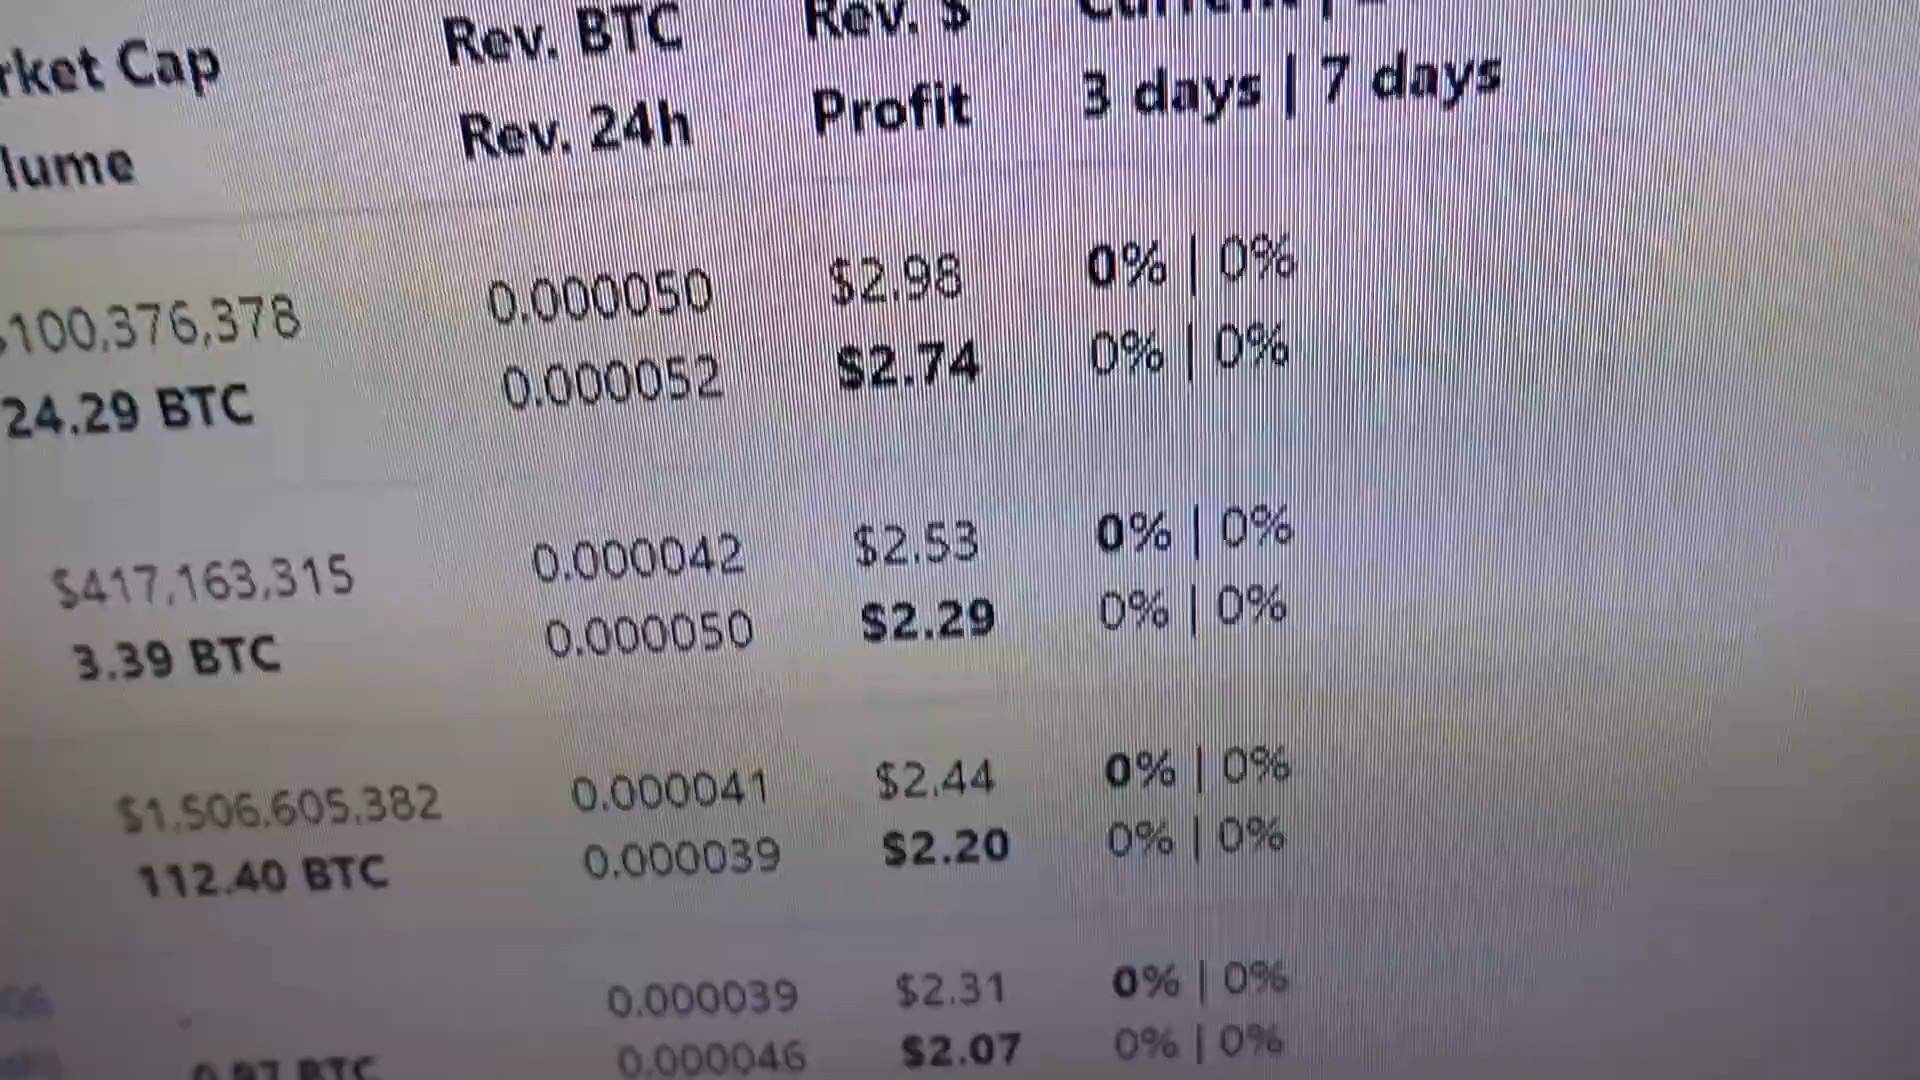 Rev. BTC Rev. $
rket Cap Rev. 24h Profit 3 days | 7 days
lume
100,376,378 0.000050 $2.98 0% | 0%
24.29 BTC 0.000052 $2.74 0% | 0%
$417,163,315 0.000042 $2.53 0% | 0%
3.39 BTC 0.000050 $2.29 0% | 0%
$1,506,605,382 0.000041 $2.44 0% | 0%
112.40 BTC 0.000039 $2.20 0% | 0%
0.000039 $2.31 0% | 0%
0.97 BTC 0.000046 $2.07 0% | 0%